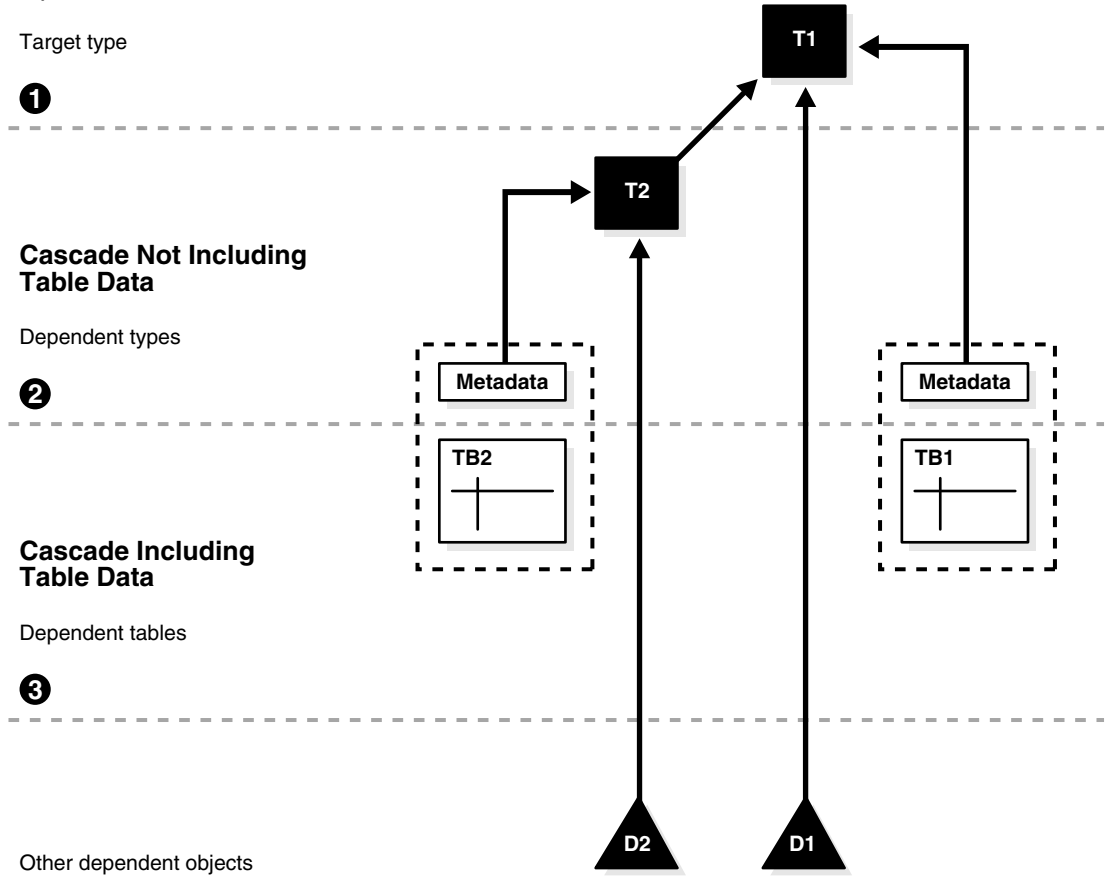 Target type
T1
1
T2
Cascade Not Including
Table Data
Dependent types
Metadata
Metadata
2
TB2
TB1
Cascade Including
Table Data
Dependent tables
3
D2
D1
Other dependent objects